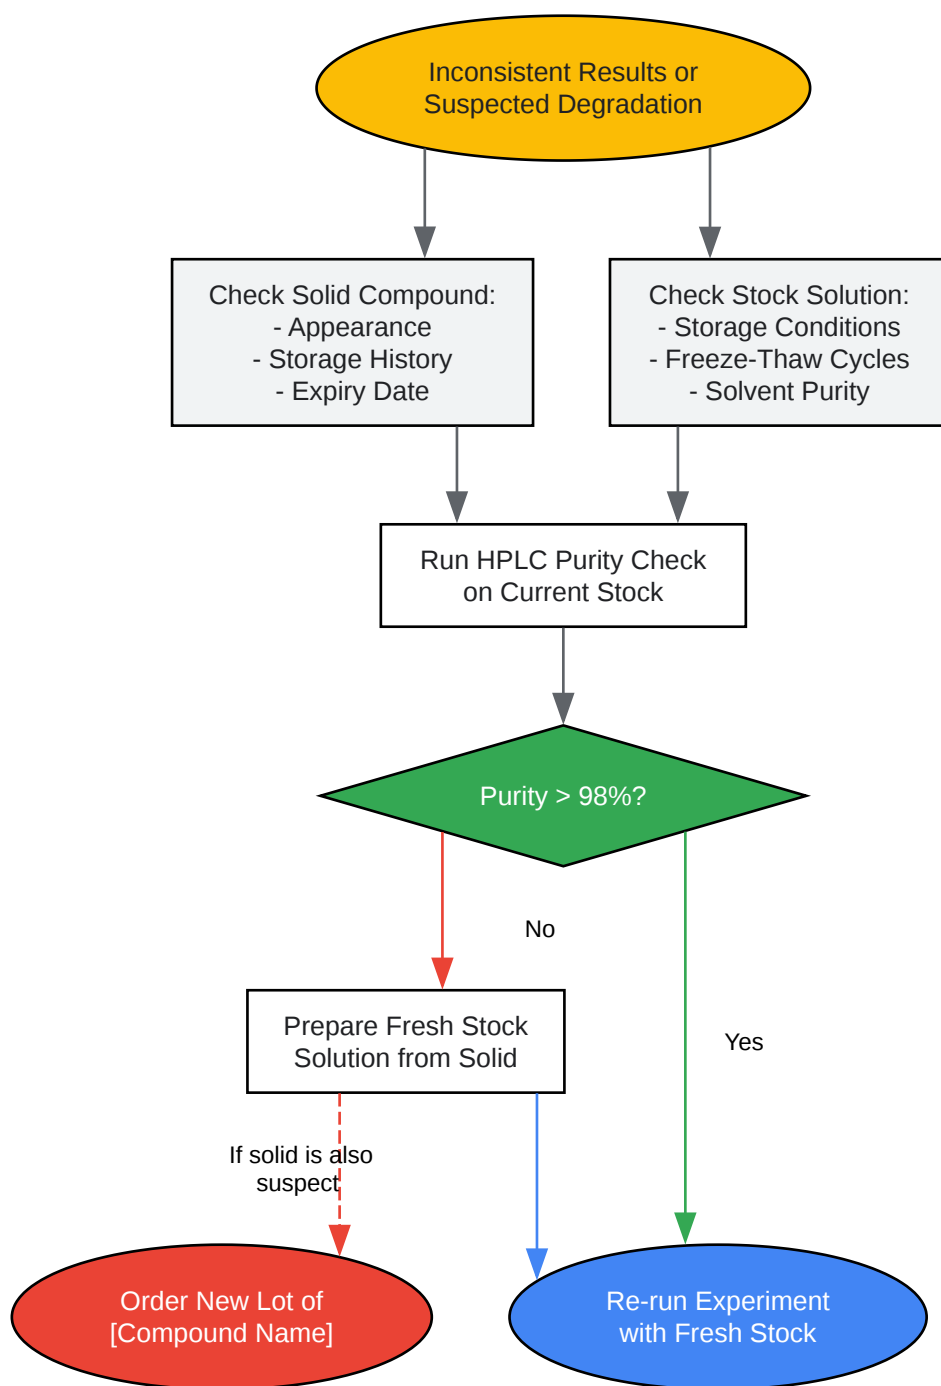 Inconsistent Results or
Suspected Degradation
Check Solid Compound:
- Appearance
- Storage History
- Expiry Date
Check Stock Solution:
- Storage Conditions
- Freeze-Thaw Cycles
- Solvent Purity
Run HPLC Purity Check
on Current Stock
Purity > 98%?
No
Prepare Fresh Stock
Solution from Solid
Yes
If solid is also
suspect
Order New Lot of
[Compound Name]
Re-run Experiment
with Fresh Stock